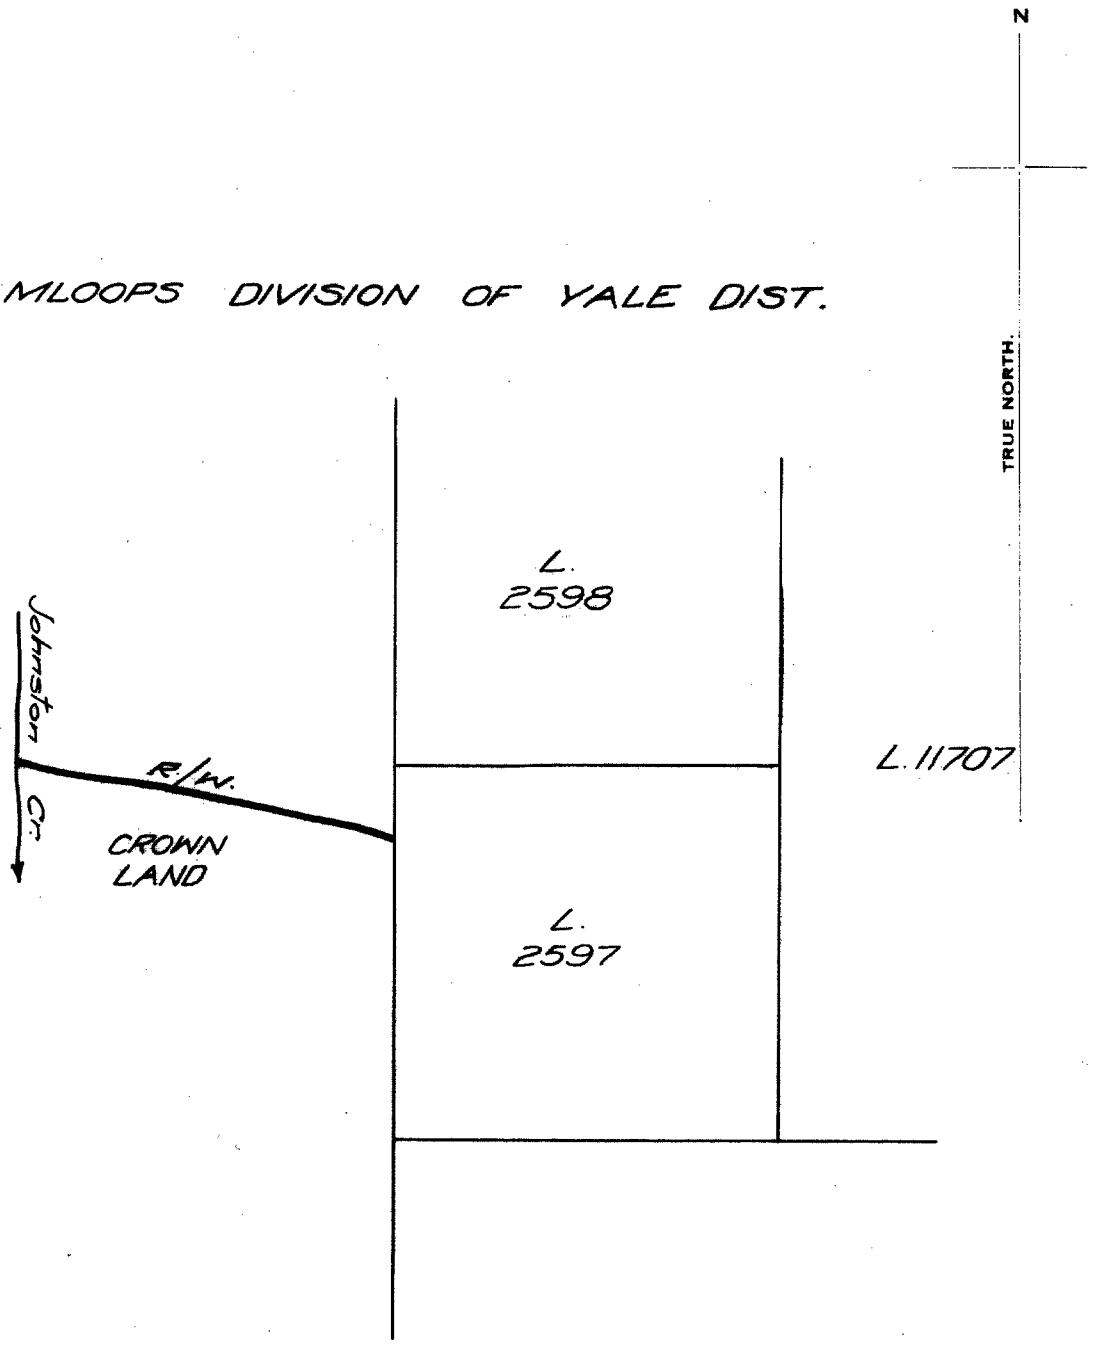 N
MLOOPS DIVISION OF YALE DIST.
TRUE NORTH.
L.
2598
Johnston Cr.
R/W.
L.11707
CROWN
LAND
L.
2597